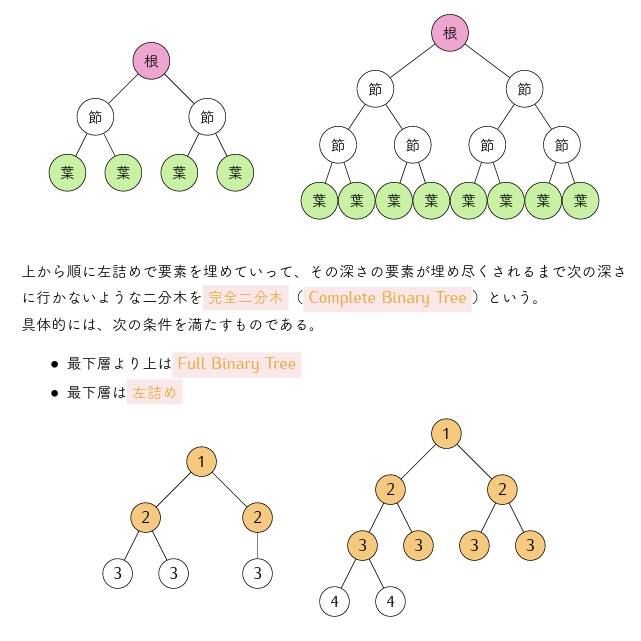 根
根
節 節
節 節
節 節 節 節
葉 葉 葉 葉
葉 葉 葉 葉 葉 葉 葉 葉
上から順に左詰めで要素を埋めていって、その深さの要素が埋め尽くされるまで次の深さ
に行かないような二分木を 完全二分木 （ Complete Binary Tree ）という。
具体的には、次の条件を満たすものである。
● 最下層より上は Full Binary Tree
● 最下層は 左詰め
1
1
2 2
2 2
3 3 3 3
3 3 3
4 4